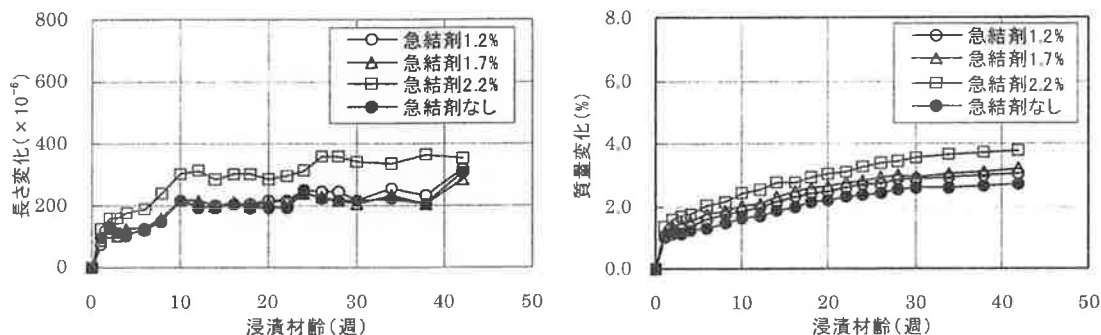 長さ変化(×10⁻⁶)
800
600
400
200
0
0 10 20 30 40 50
浸漬材齢(週)
急結剤1.2%
急結剤1.7%
急結剤2.2%
急結剤なし
質量変化(%)
8.0
6.0
4.0
2.0
0.0
0 10 20 30 40 50
浸漬材齢(週)
急結剤1.2%
急結剤1.7%
急結剤2.2%
急結剤なし